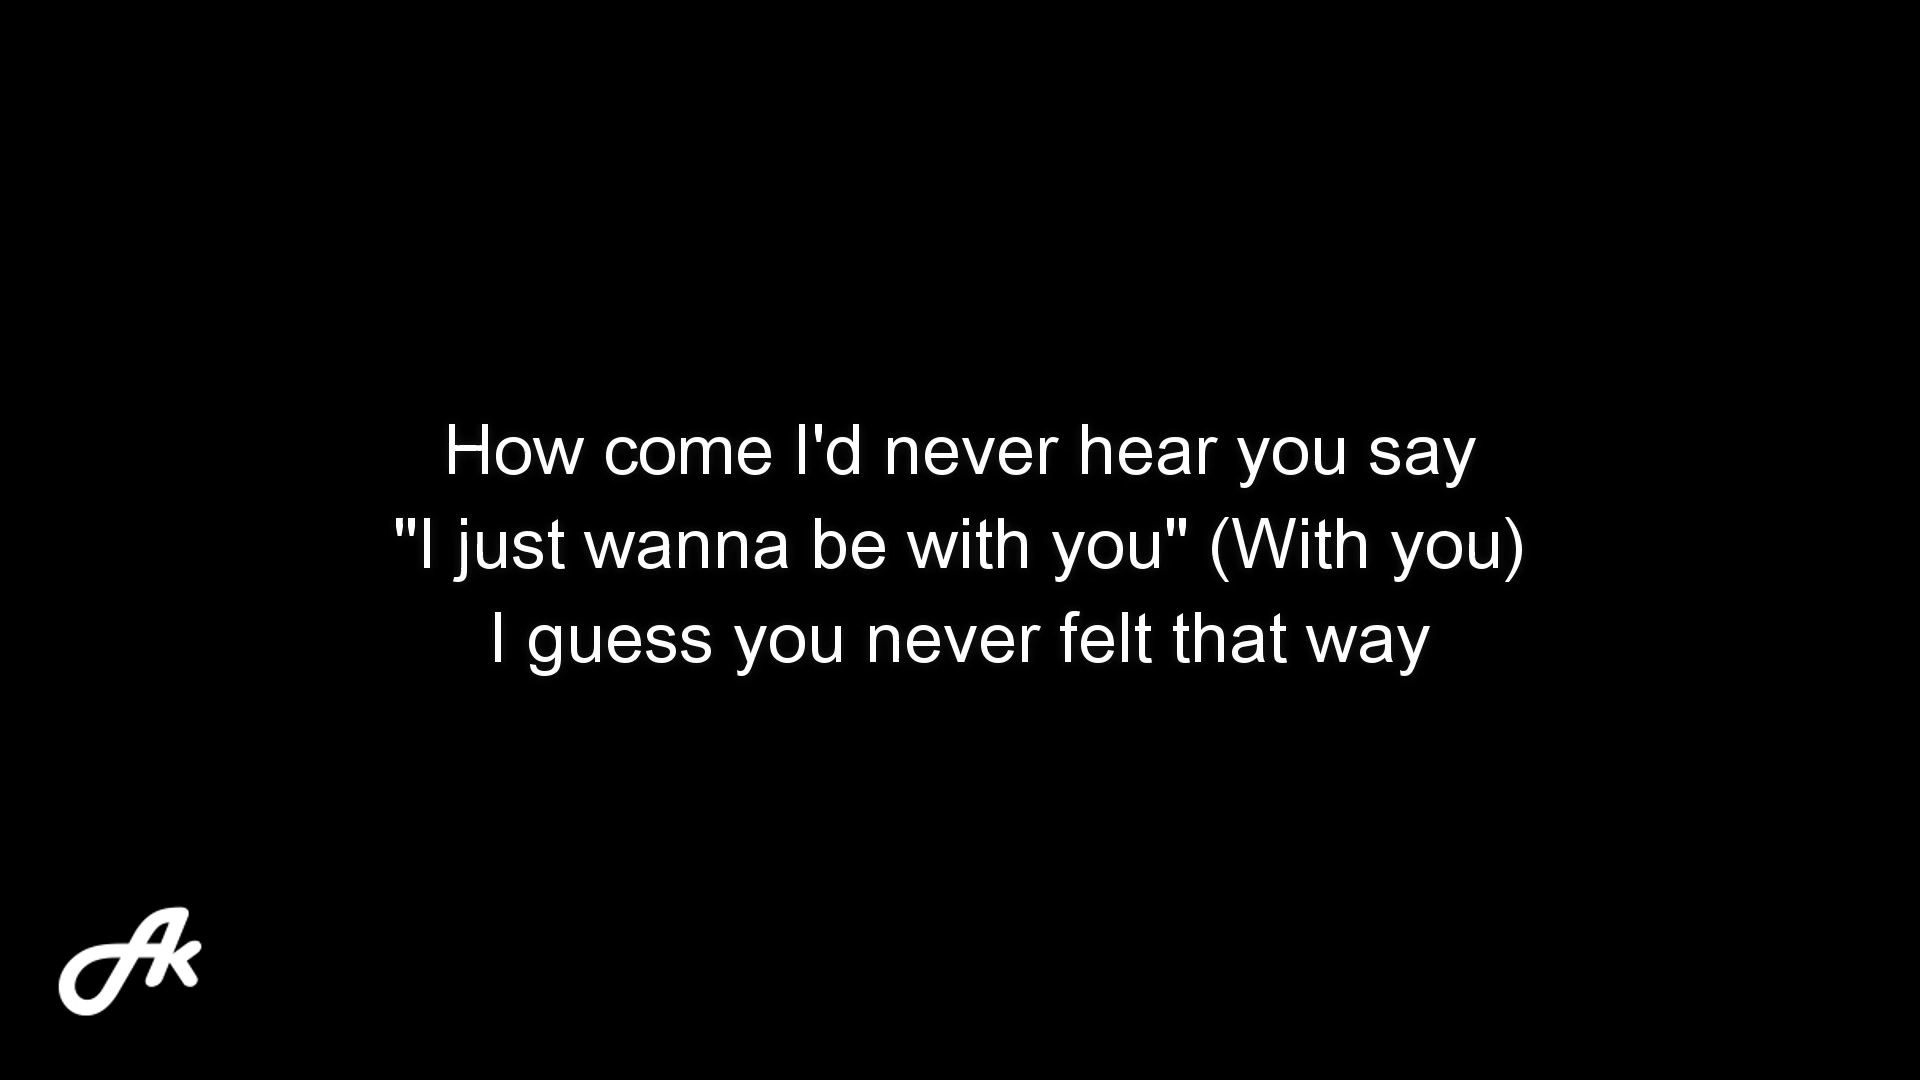 How come I'd never hear you say
"I just wanna be with you" (With you)
I guess you never felt that way
Ak